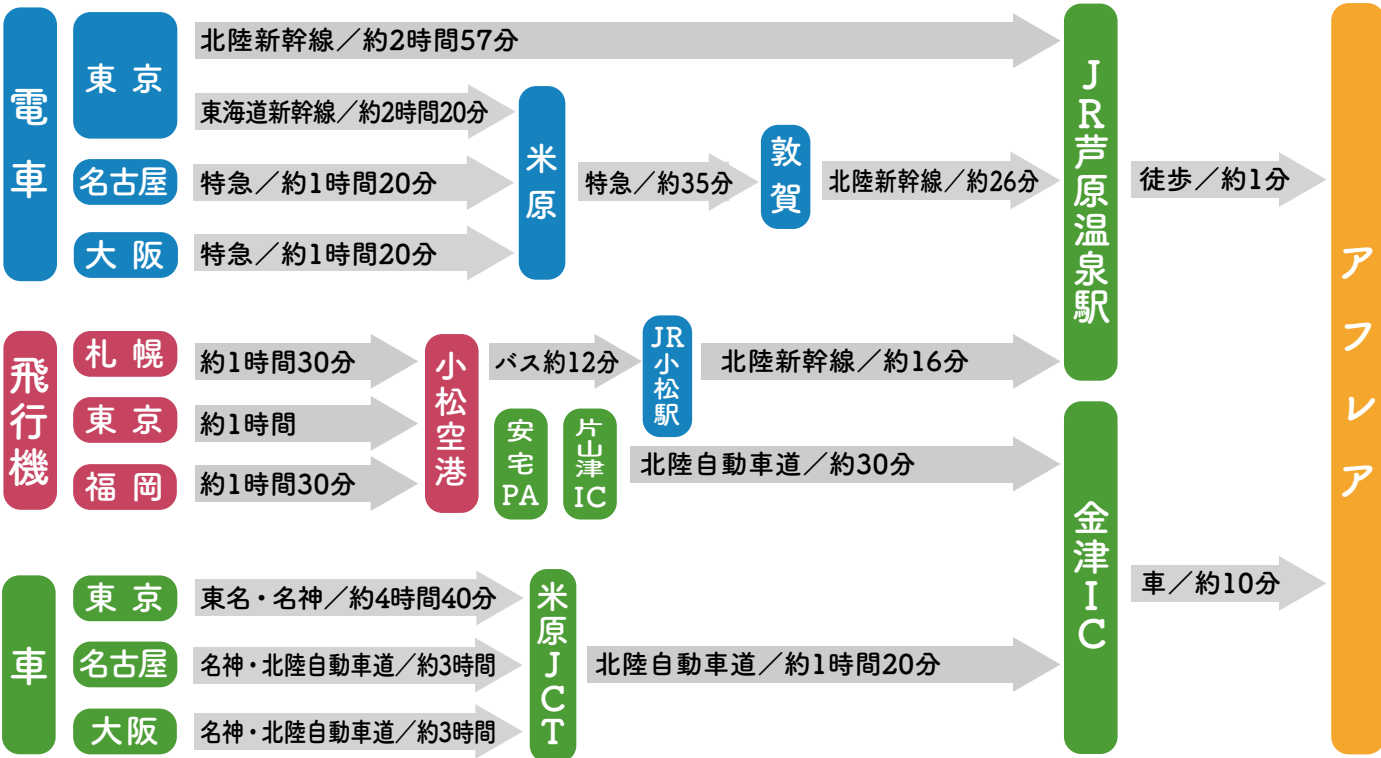 電車
東京
北陸新幹線／約2時間57分
東海道新幹線／約2時間20分
名古屋
特急／約1時間20分
大阪
特急／約1時間20分
米原
特急／約35分
敦賀
北陸新幹線／約26分
JR芦原温泉駅
徒歩／約1分
アフレア
飛行機
札幌
約1時間30分
東京
約1時間
福岡
約1時間30分
小松空港
バス約12分
JR小松駅
北陸新幹線／約16分
安宅PA
片山津IC
北陸自動車道／約30分
金津IC
車／約10分
車
東京
東名・名神／約4時間40分
名古屋
名神・北陸自動車道／約3時間
大阪
名神・北陸自動車道／約3時間
米原JCT
北陸自動車道／約1時間20分